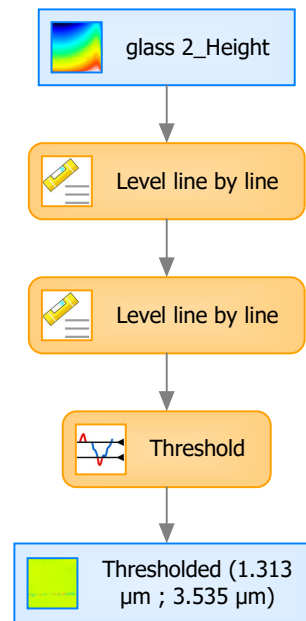 glass 2_Height
Level line by line
Level line by line
Threshold
Thresholded (1.313
µm ; 3.535 µm)